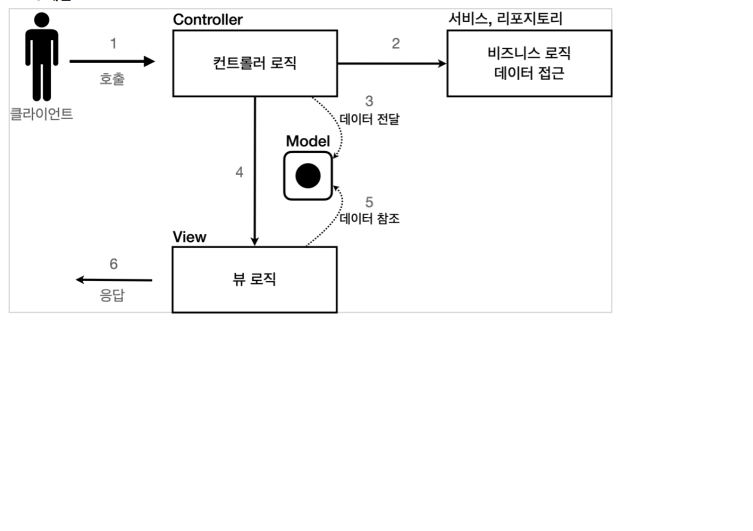 Controller
서비스, 리포지토리
1
호출
클라이언트
컨트롤러 로직
2
비즈니스 로직
데이터 접근
3
데이터 전달
Model
4
5
데이터 참조
View
뷰 로직
6
응답